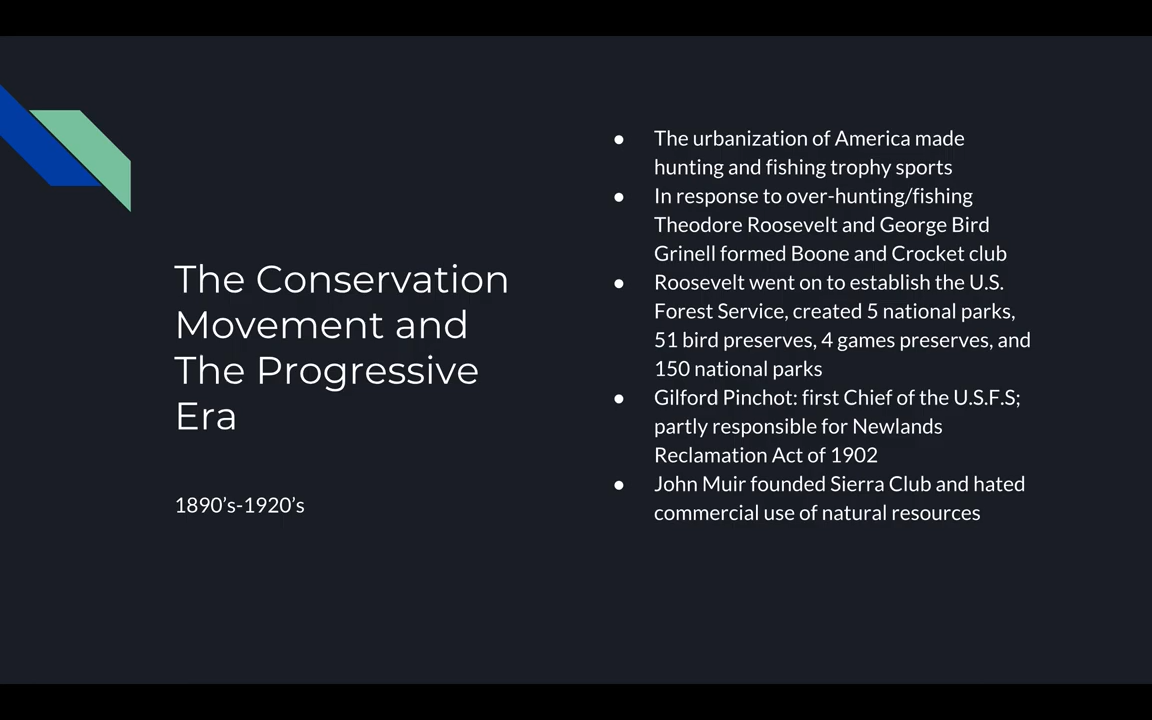 The Conservation
Movement and
The Progressive
Era
1890's-1920's
● The urbanization of America made
hunting and fishing trophy sports
● In response to over-hunting/fishing
Theodore Roosevelt and George Bird
Grinell formed Boone and Crocket club
● Roosevelt went on to establish the U.S.
Forest Service, created 5 national parks,
51 bird preserves, 4 games preserves, and
150 national parks
● Gilford Pinchot: first Chief of the U.S.F.S;
partly responsible for Newlands
Reclamation Act of 1902
● John Muir founded Sierra Club and hated
commercial use of natural resources